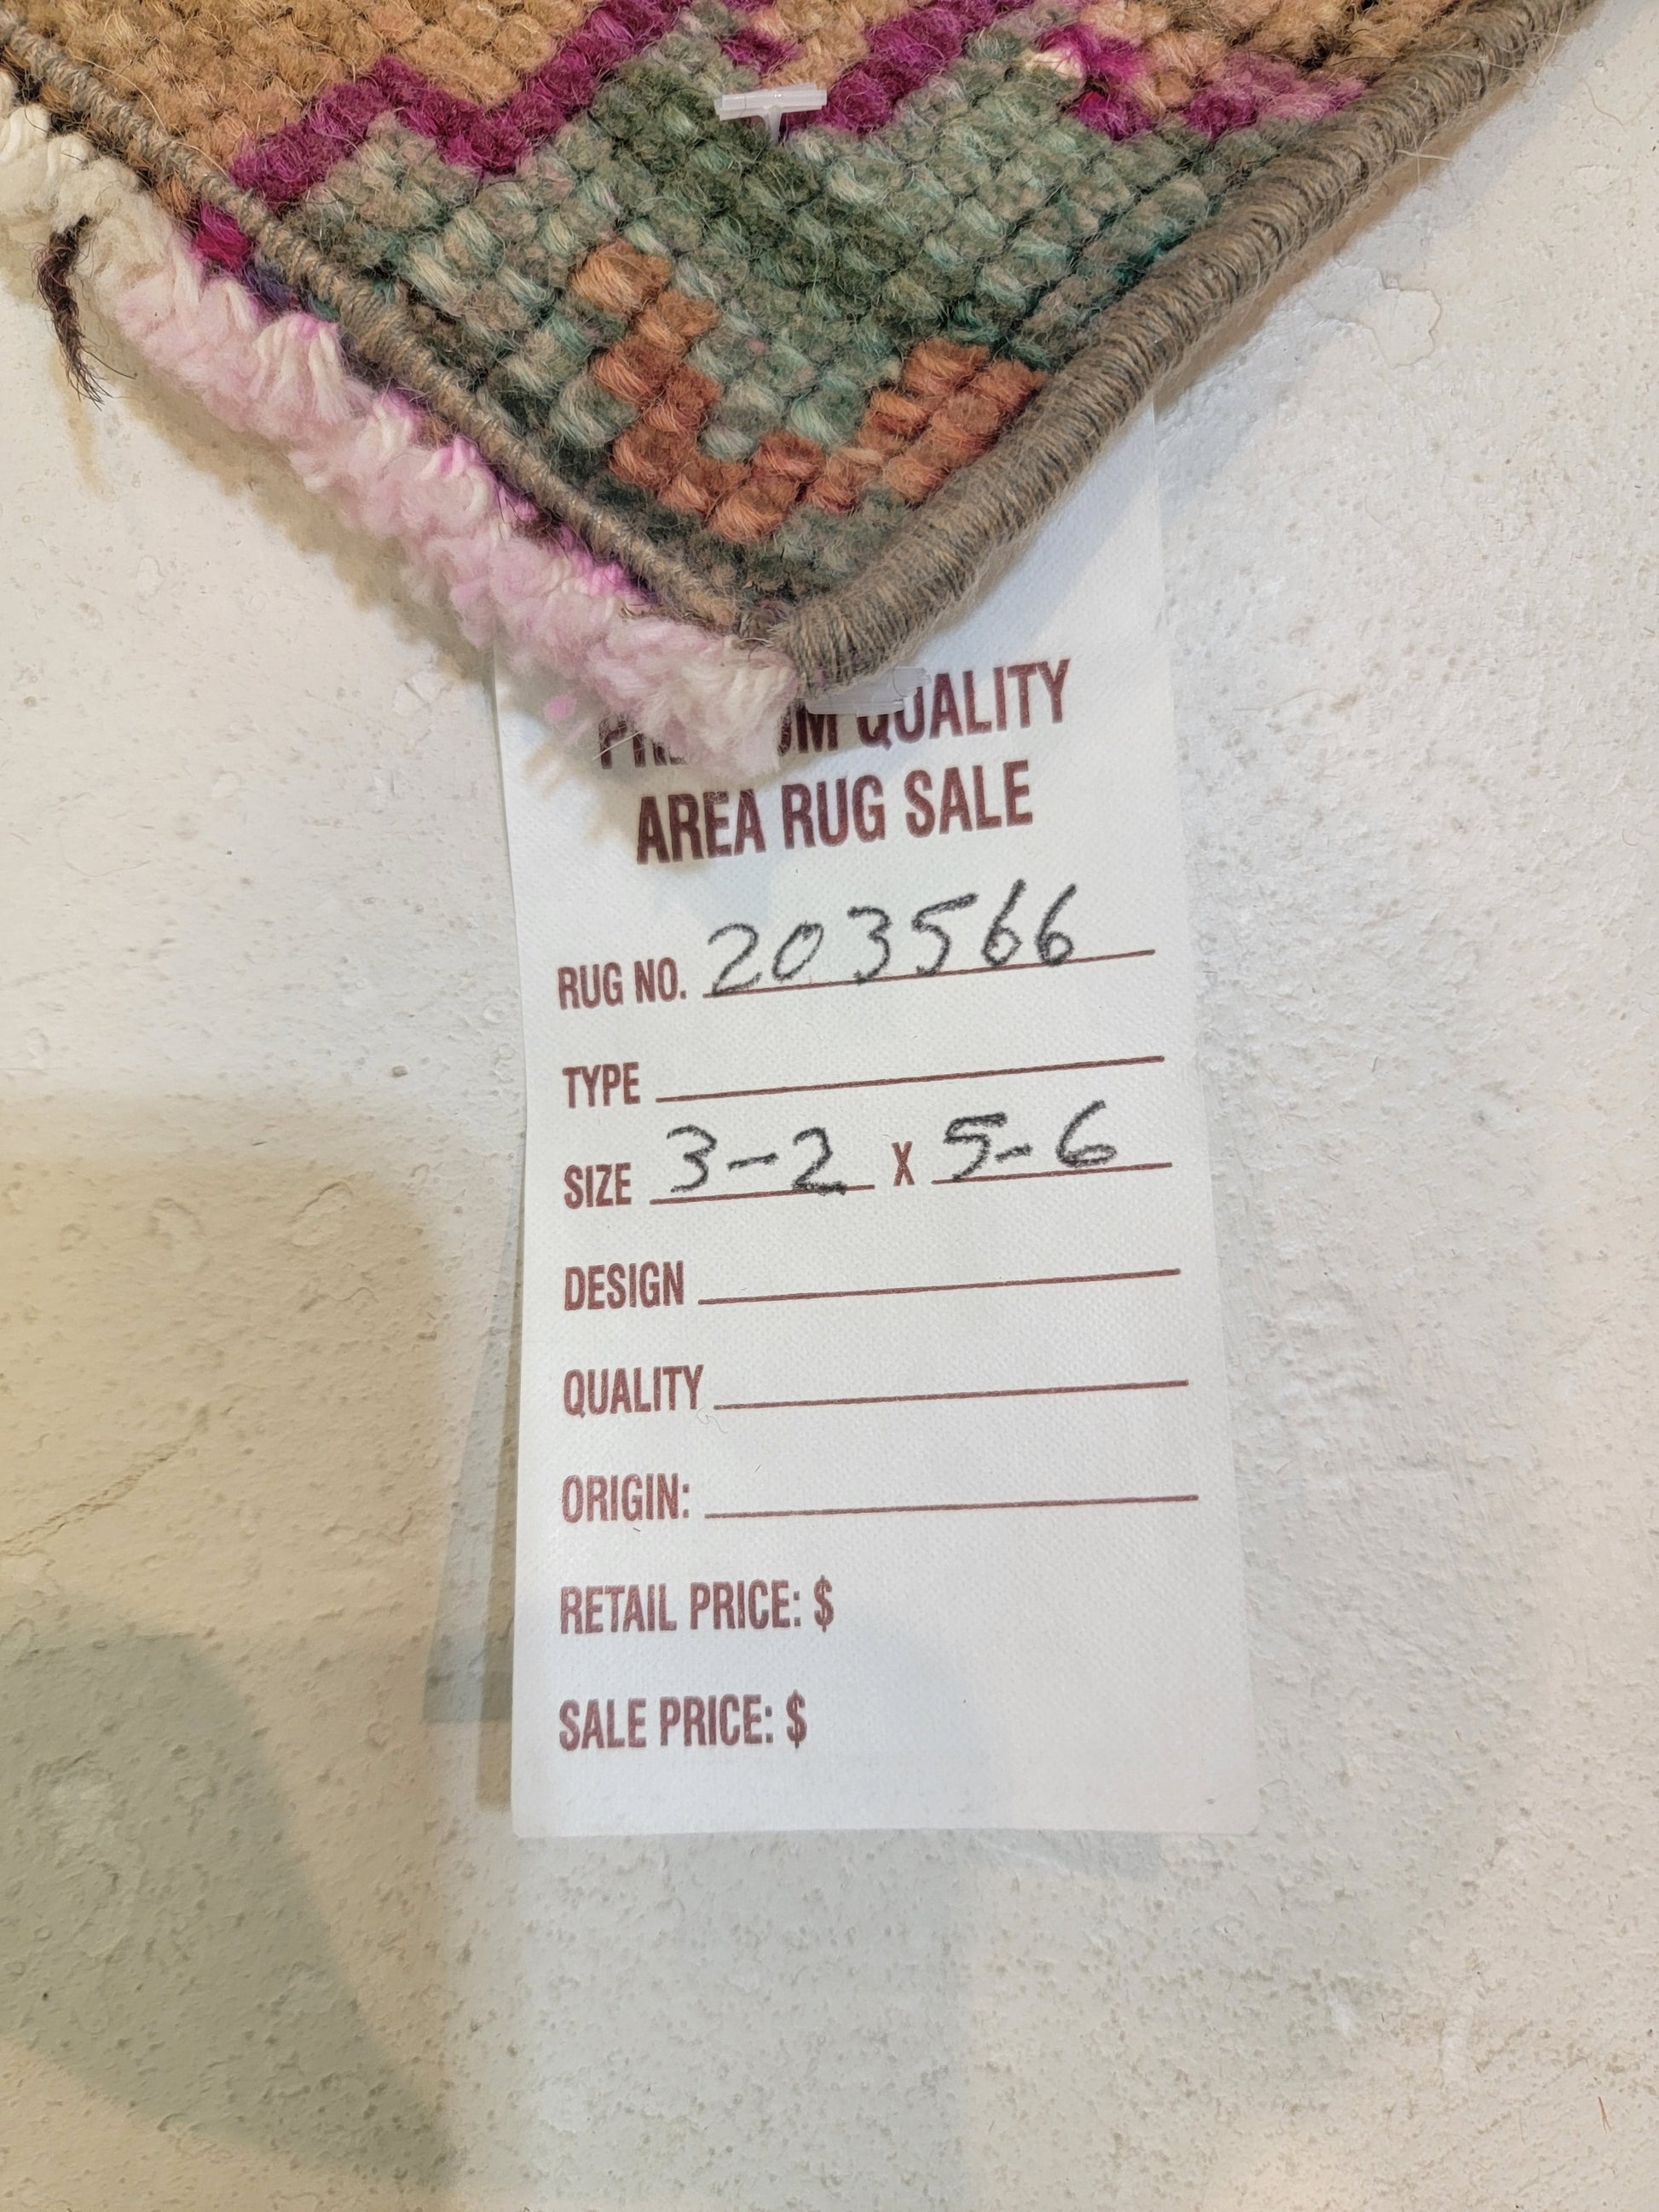 QUALITY
AREA RUG SALE
RUG NO. 203566
TYPE
SIZE 3-2 X 5-6
DESIGN
QUALITY
ORIGIN:
RETAIL PRICE: $
SALE PRICE: $